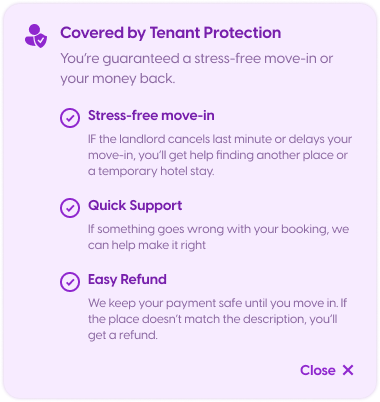 Covered by Tenant Protection
You're guaranteed a stress-free move-in or
your money back.
Stress-free move-in
IF the landlord cancels last minute or delays your
move-in, you'll get help finding another place or
a temporary hotel stay.
Quick Support
If something goes wrong with your booking, we
can help make it right
Easy Refund
We keep your payment safe until you move in. If
the place doesn't match the description, you'll
get a refund.
Close